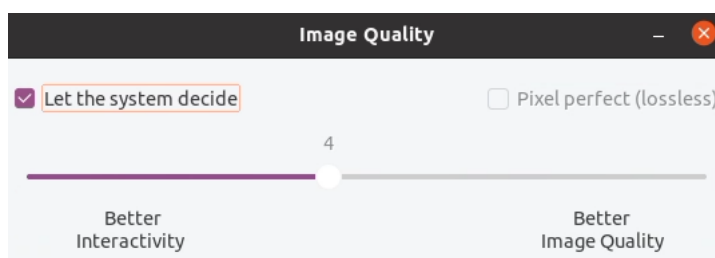 Image Quality
Let the system decide
Pixel perfect (lossless)
4
Better
Interactivity
Better
Image Quality